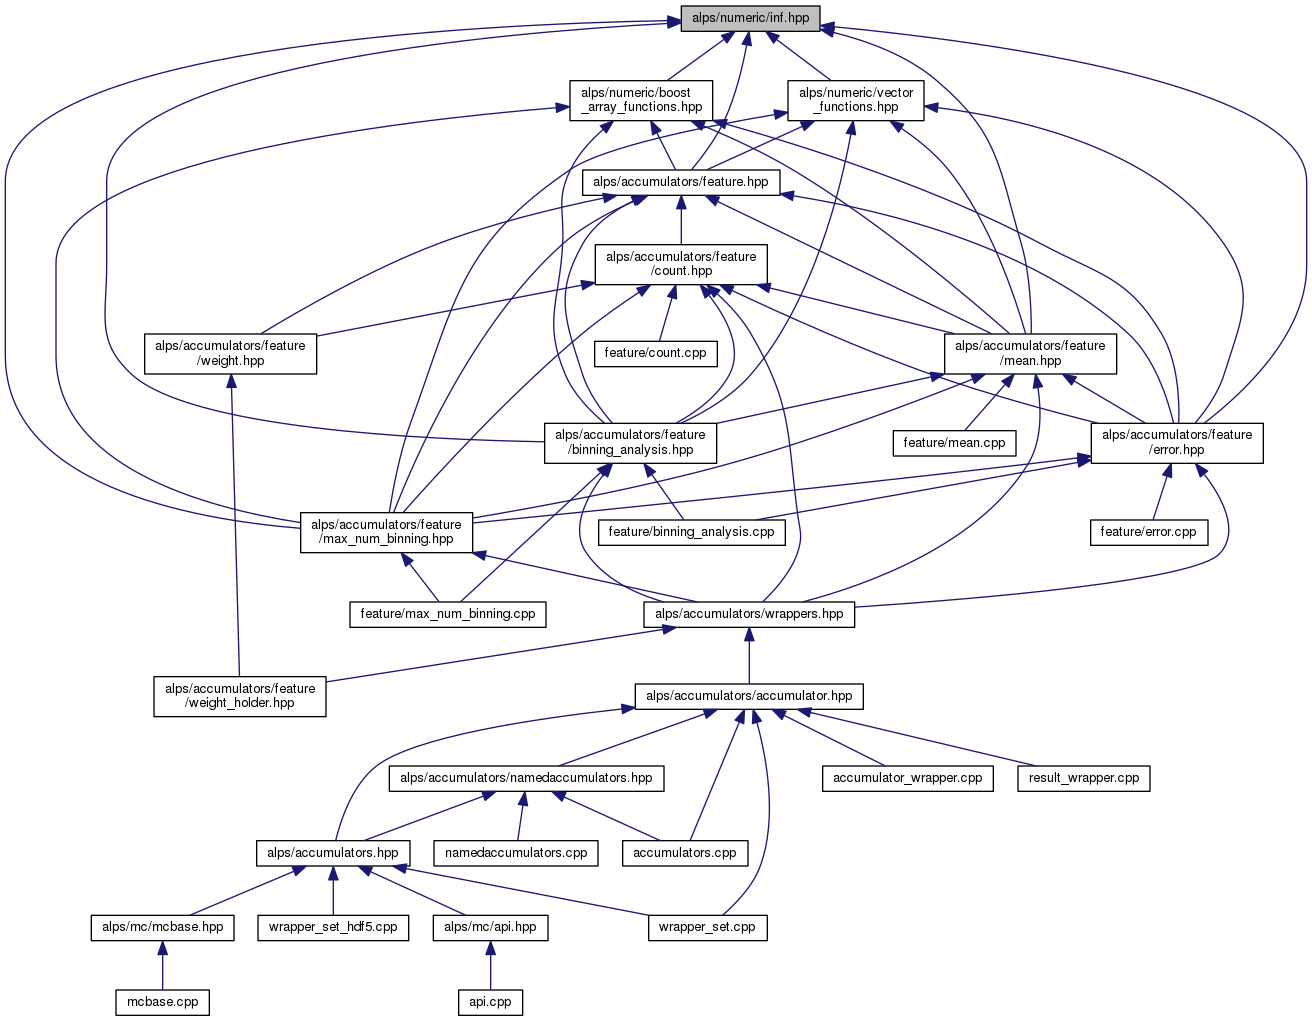 alps/numeric/inf.hpp
alps/numeric/boost
_array_functions.hpp
alps/numeric/vector
_functions.hpp
alps/accumulators/feature.hpp
alps/accumulators/feature
/count.hpp
alps/accumulators/feature
/weight.hpp
feature/count.cpp
alps/accumulators/feature
/mean.hpp
alps/accumulators/feature
/binning_analysis.hpp
feature/mean.cpp
alps/accumulators/feature
/error.hpp
alps/accumulators/feature
/max_num_binning.hpp
feature/binning_analysis.cpp
feature/error.cpp
feature/max_num_binning.cpp
alps/accumulators/wrappers.hpp
alps/accumulators/feature
/weight_holder.hpp
alps/accumulators/accumulator.hpp
alps/accumulators/namedaccumulators.hpp
accumulator_wrapper.cpp
result_wrapper.cpp
alps/accumulators.hpp
namedaccumulators.cpp
accumulators.cpp
alps/mc/mcbase.hpp
wrapper_set_hdf5.cpp
alps/mc/api.hpp
wrapper_set.cpp
mcbase.cpp
api.cpp